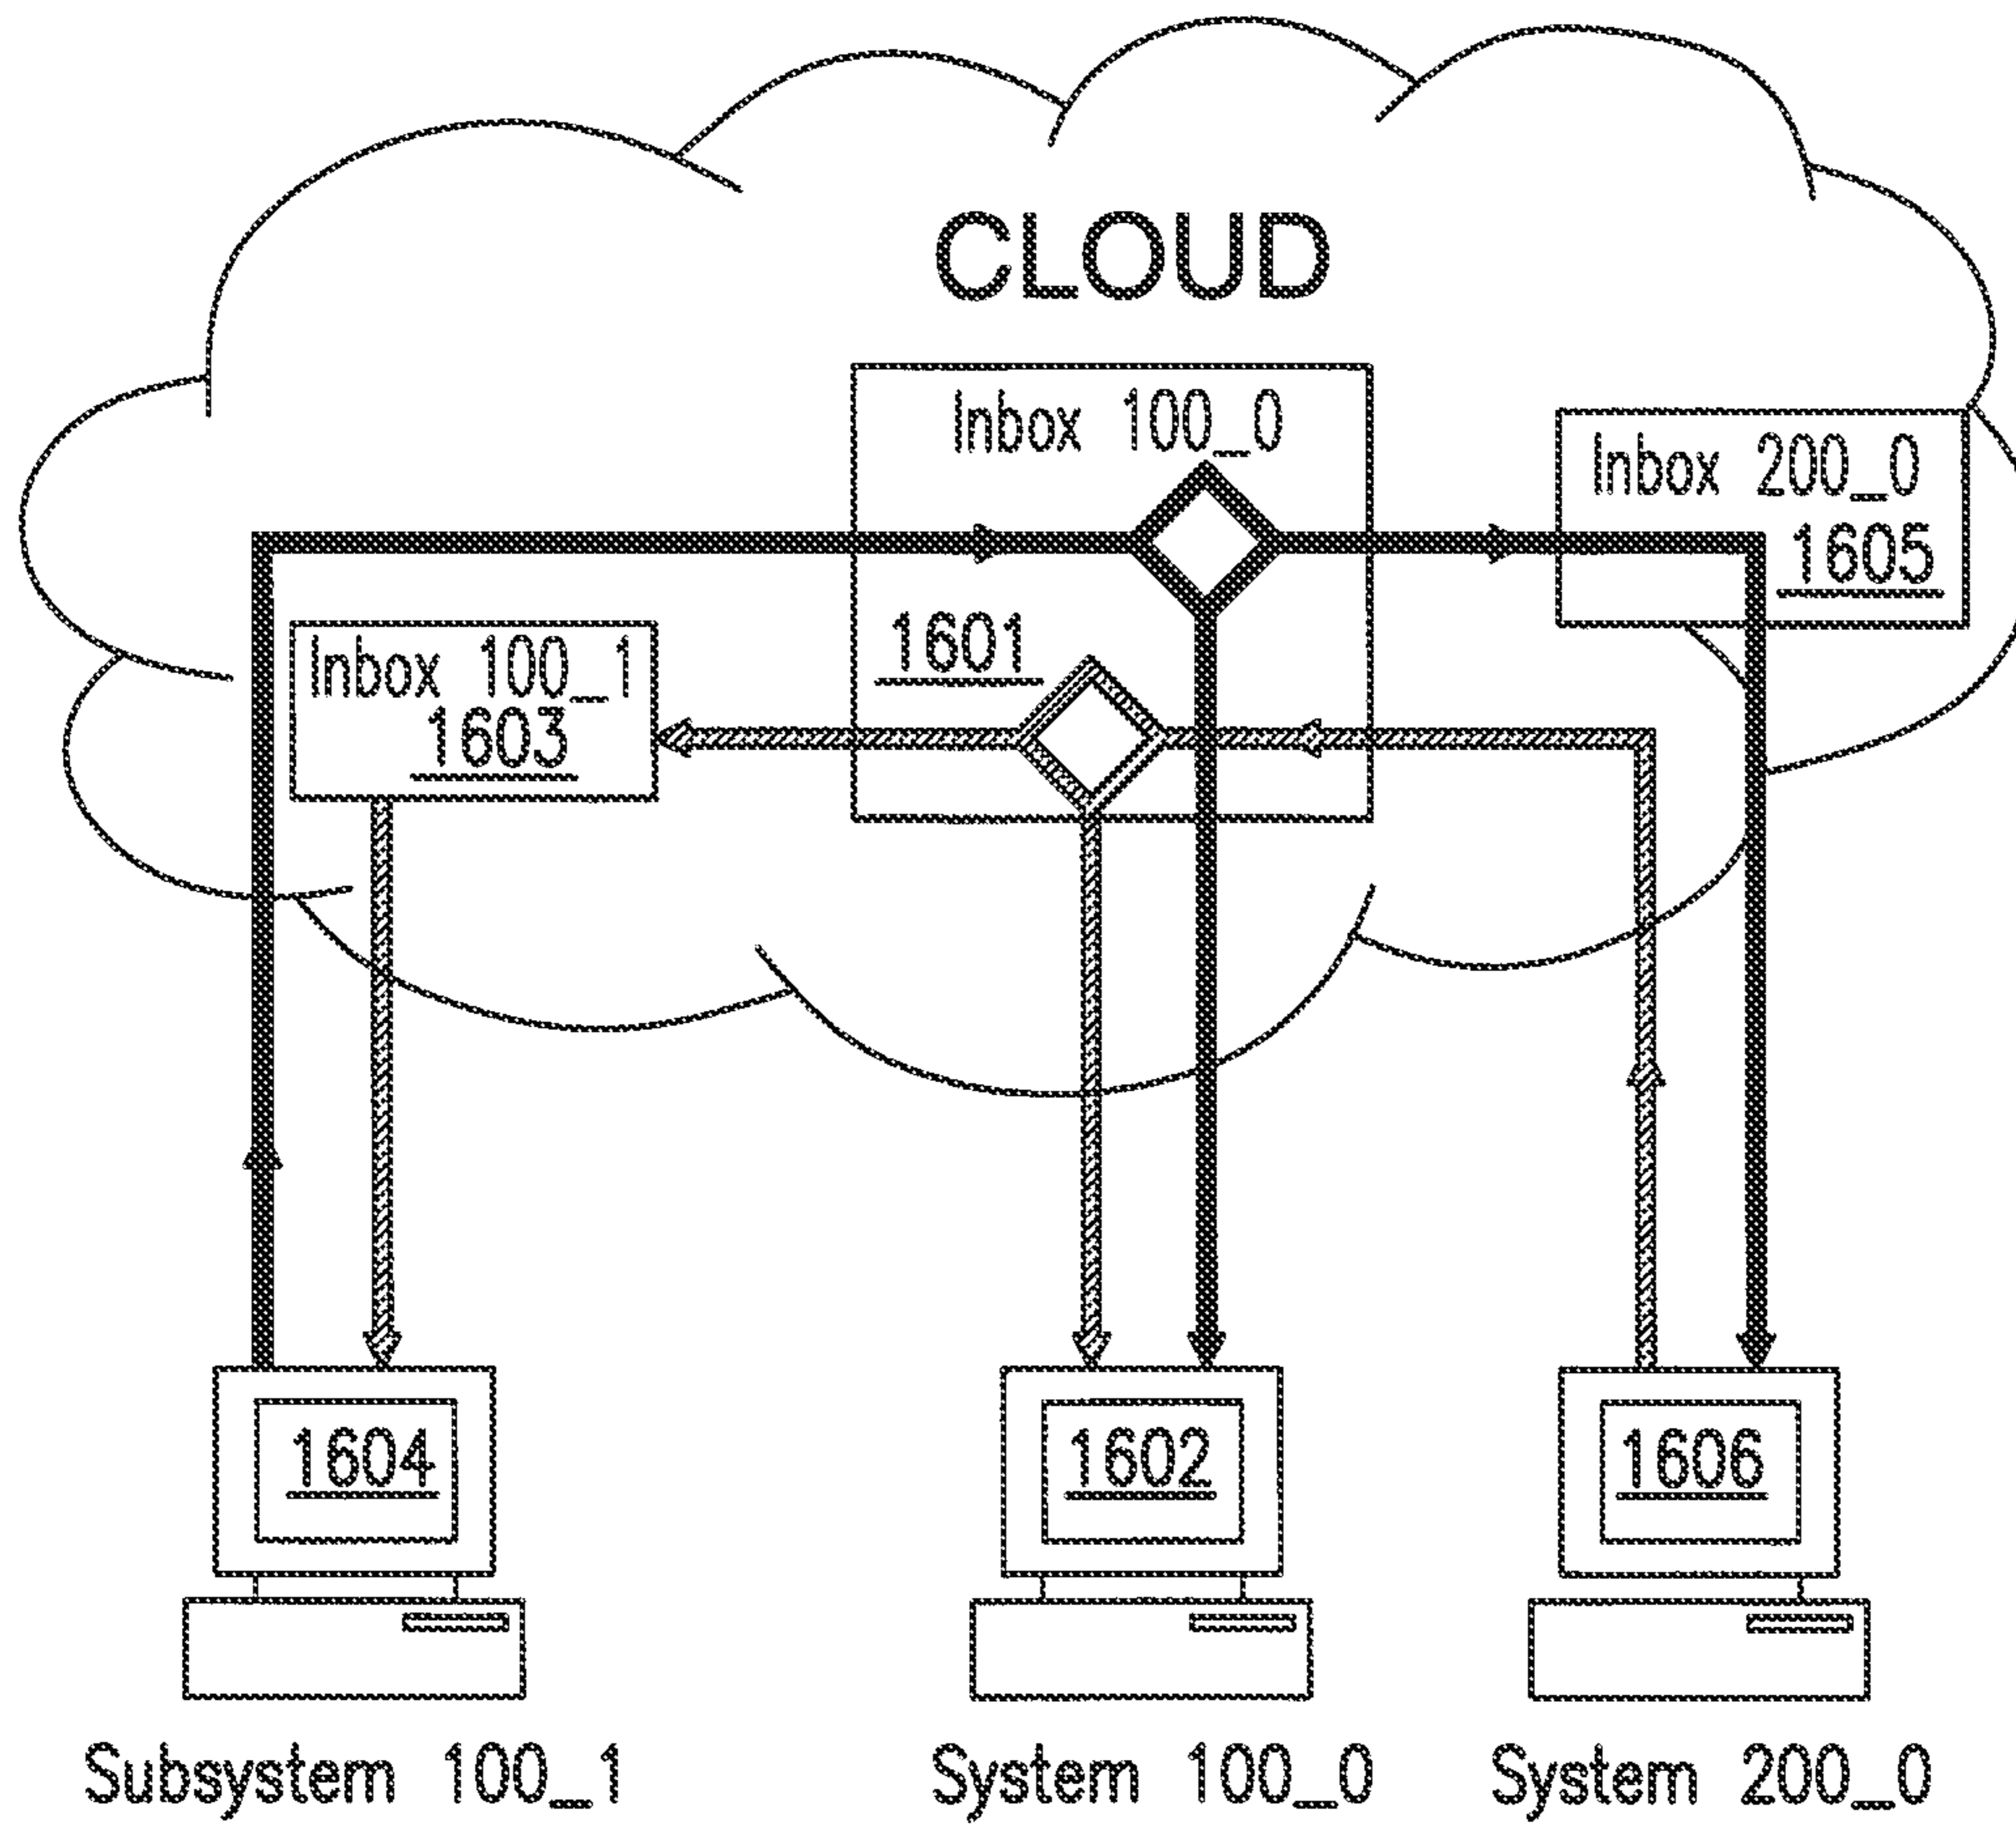 CLOUD
Inbox 100_0
Inbox 200_0
1605
1601
Inbox 100_1
1603
1604
1602
1606
Subsystem 100_1
System 100_0
System 200_0